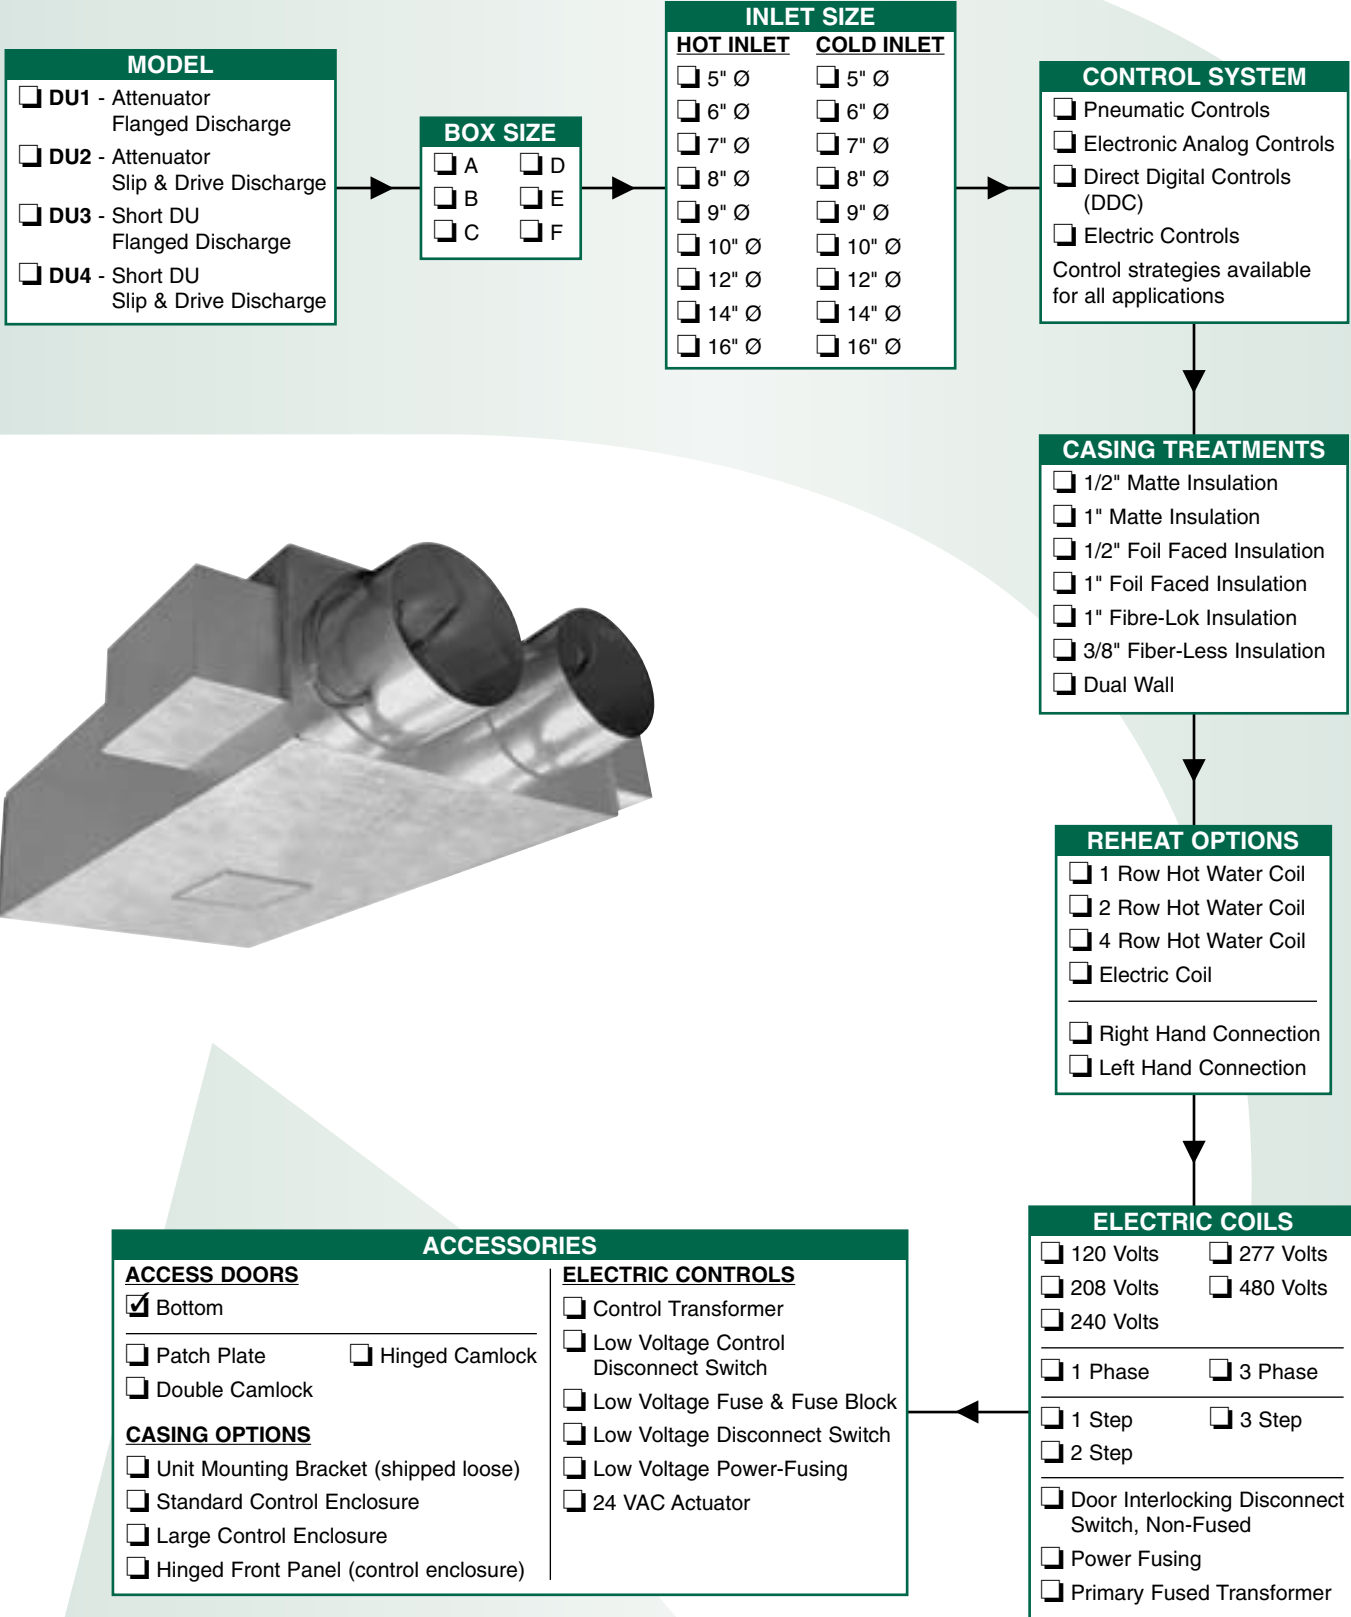 MODEL
DU1 - Attenuator
Flanged Discharge
DU2 - Attenuator
Slip & Drive Discharge
DU3 - Short DU
Flanged Discharge
DU4 - Short DU
Slip & Drive Discharge
BOX SIZE
A D
B E
C F
INLET SIZE
HOT INLET COLD INLET
5" Ø 5" Ø
6" Ø 6" Ø
7" Ø 7" Ø
8" Ø 8" Ø
9" Ø 9" Ø
10" Ø 10" Ø
12" Ø 12" Ø
14" Ø 14" Ø
16" Ø 16" Ø
CONTROL SYSTEM
Pneumatic Controls
Electronic Analog Controls
Direct Digital Controls
(DDC)
Electric Controls
Control strategies available
for all applications
CASING TREATMENTS
1/2" Matte Insulation
1" Matte Insulation
1/2" Foil Faced Insulation
1" Foil Faced Insulation
1" Fibre-Lok Insulation
3/8" Fiber-Less Insulation
Dual Wall
REHEAT OPTIONS
1 Row Hot Water Coil
2 Row Hot Water Coil
4 Row Hot Water Coil
Electric Coil
Right Hand Connection
Left Hand Connection
ELECTRIC COILS
120 Volts 277 Volts
208 Volts 480 Volts
240 Volts
1 Phase 3 Phase
1 Step 3 Step
2 Step
Door Interlocking Disconnect
Switch, Non-Fused
Power Fusing
Primary Fused Transformer
ACCESSORIES
ACCESS DOORS
Bottom
Patch Plate Hinged Camlock
Double Camlock
CASING OPTIONS
Unit Mounting Bracket (shipped loose)
Standard Control Enclosure
Large Control Enclosure
Hinged Front Panel (control enclosure)
ELECTRIC CONTROLS
Control Transformer
Low Voltage Control
Disconnect Switch
Low Voltage Fuse & Fuse Block
Low Voltage Disconnect Switch
Low Voltage Power-Fusing
24 VAC Actuator